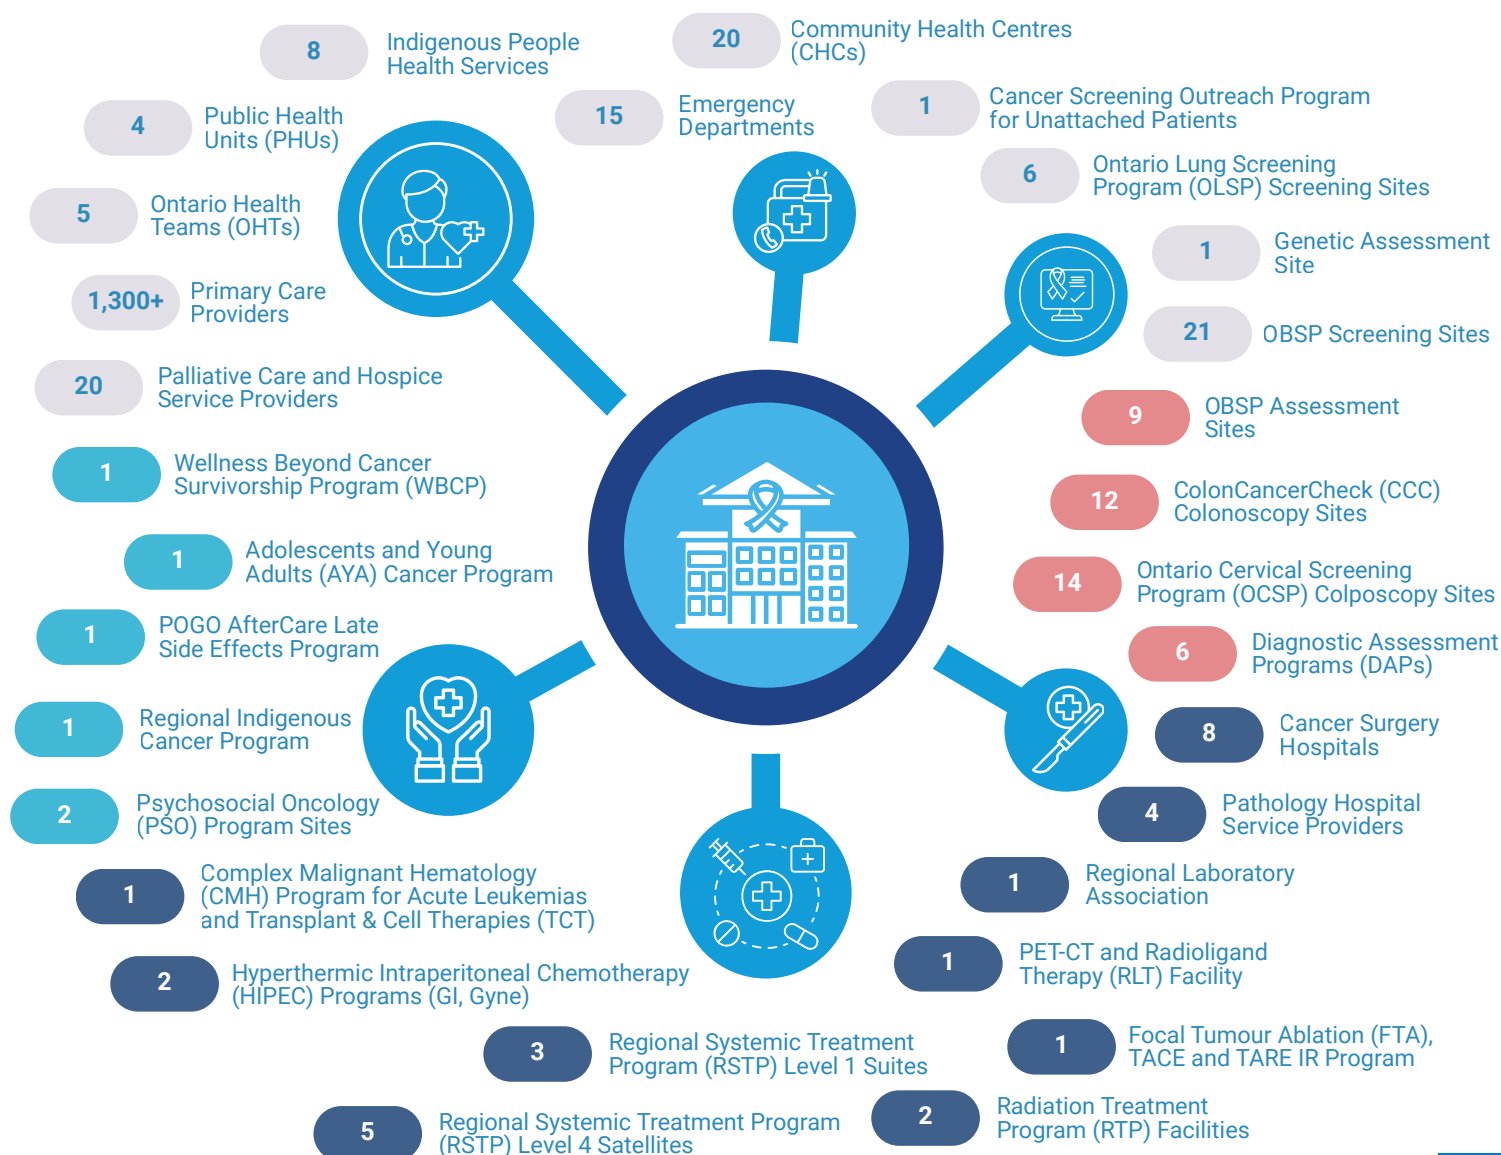 8
Indigenous People
Health Services
20
Community Health Centres
(CHCs)
4
Public Health
Units (PHUs)
15
Emergency
Departments
1
Cancer Screening Outreach Program
for Unattached Patients
5
Ontario Health
Teams (OHTs)
6
Ontario Lung Screening
Program (OLSP) Screening Sites
1,300+
Primary Care
Providers
1
Genetic Assessment
Site
21
OBSP Screening Sites
20
Palliative Care and Hospice
Service Providers
9
OBSP Assessment
Sites
1
Wellness Beyond Cancer
Survivorship Program (WBCP)
12
ColonCancerCheck (CCC)
Colonoscopy Sites
1
Adolescents and Young
Adults (AYA) Cancer Program
14
Ontario Cervical Screening
Program (OCSP) Colposcopy Sites
1
POGO AfterCare Late
Side Effects Program
6
Diagnostic Assessment
Programs (DAPs)
1
Regional Indigenous
Cancer Program
8
Cancer Surgery
Hospitals
2
Psychosocial Oncology
(PSO) Program Sites
4
Pathology Hospital
Service Providers
1
Complex Malignant Hematology
(CMH) Program for Acute Leukemias
and Transplant & Cell Therapies (TCT)
1
Regional Laboratory
Association
2
Hyperthermic Intraperitoneal Chemotherapy
(HIPEC) Programs (GI, Gyne)
1
PET-CT and Radioligand
Therapy (RLT) Facility
3
Regional Systemic Treatment
Program (RSTP) Level 1 Suites
1
Focal Tumour Ablation (FTA),
TACE and TARE IR Program
5
Regional Systemic Treatment Program
(RSTP) Level 4 Satellites
2
Radiation Treatment
Program (RTP) Facilities